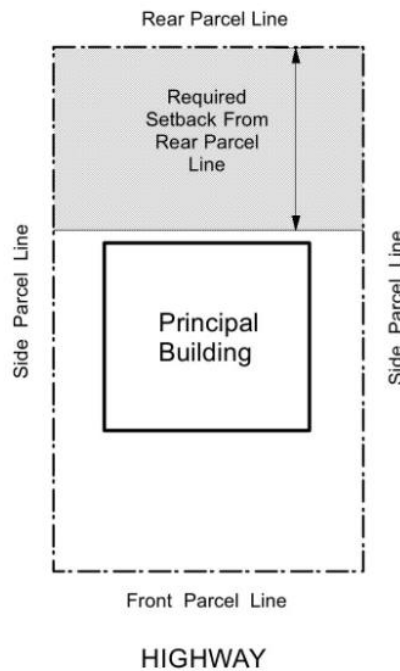 Rear Parcel Line
Required
Setback From
Rear Parcel
Line
Side Parcel Line
Side Parcel Line
Principal
Building
Front Parcel Line
HIGHWAY